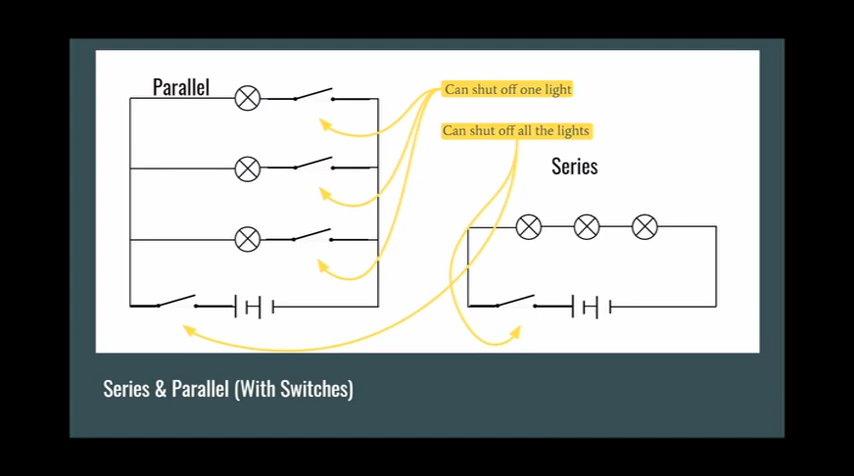 Parallel
Can shut off one light
Can shut off all the lights
Series
Series & Parallel (With Switches)